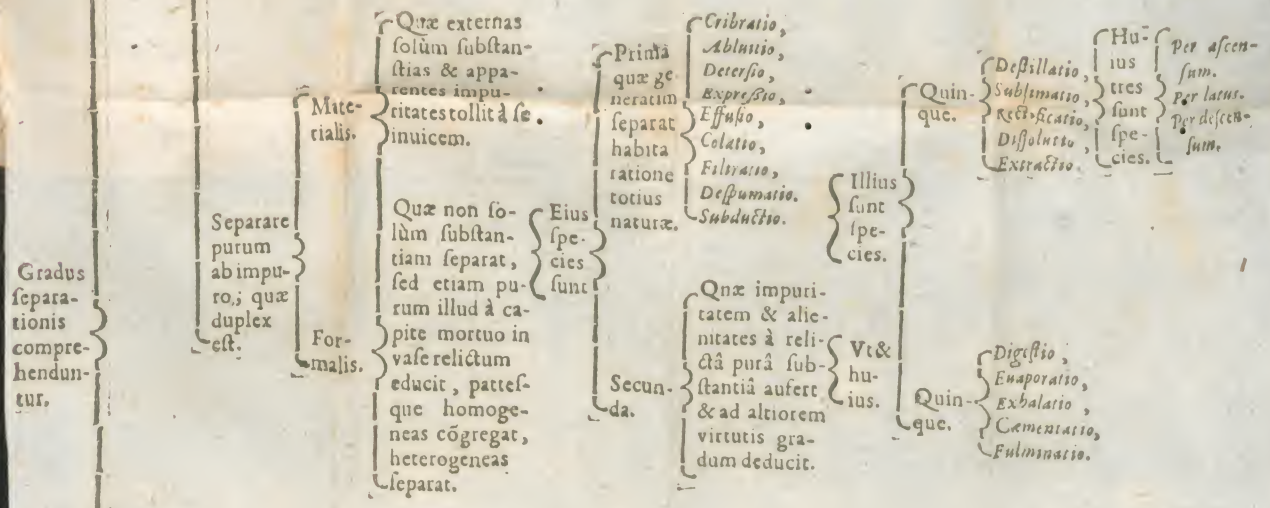 Gradus
ſepara-
tionis
compre-
hendun-
tur,
Separare
purum
ab impu-
ro,; quæ
duplex
eſt.
Mate-
rialis.
Quæ externas
ſolùm ſubſtan-
ſtias & appa-
rentes impu-
ritates tollit à ſe
inuicem.
For-
malis.
Quæ non ſo-
lùm ſubſtan-
tiam ſeparat,
ſed etiam pu-
rum illud à ca-
pite mortuo in
vaſe relictum
educit, parteſ-
que homoge-
neas cõgregat,
heterogeneas
ſeparat.
Eius
ſpe-
cies
ſunt
Prima
quæ ge-
neratim
ſeparat
habita
ratione
totius
naturæ.
Cribratio,
Ablutio,
Deterſio,
Expreßio,
Effuſio,
Colatio,
Filtratio,
Deſpumatio.
Subductio.
Secun-
da.
Quæ impuri-
tatem & alie-
nitates à reli-
ctâ purâ ſub-
ſtantiâ aufert
& ad altiorem
virtutis gra-
dum deducit.
Vt &
hu-
ius.
Illius
ſunt
ſpe-
cies.
Quin-
que.
Deſtillatio,
Sublimatio,
Rectificatio,
Diſſolutio,
Extractio.
Hu-
ius
tres
ſunt
ſpe-
cies.
Per aſcen-
ſum.
Per latus.
Per deſcen-
ſum.
Quin-
que.
Digeſtio,
Euaporatio,
Exhalatio,
Cæmentatio,
Fulminatio.